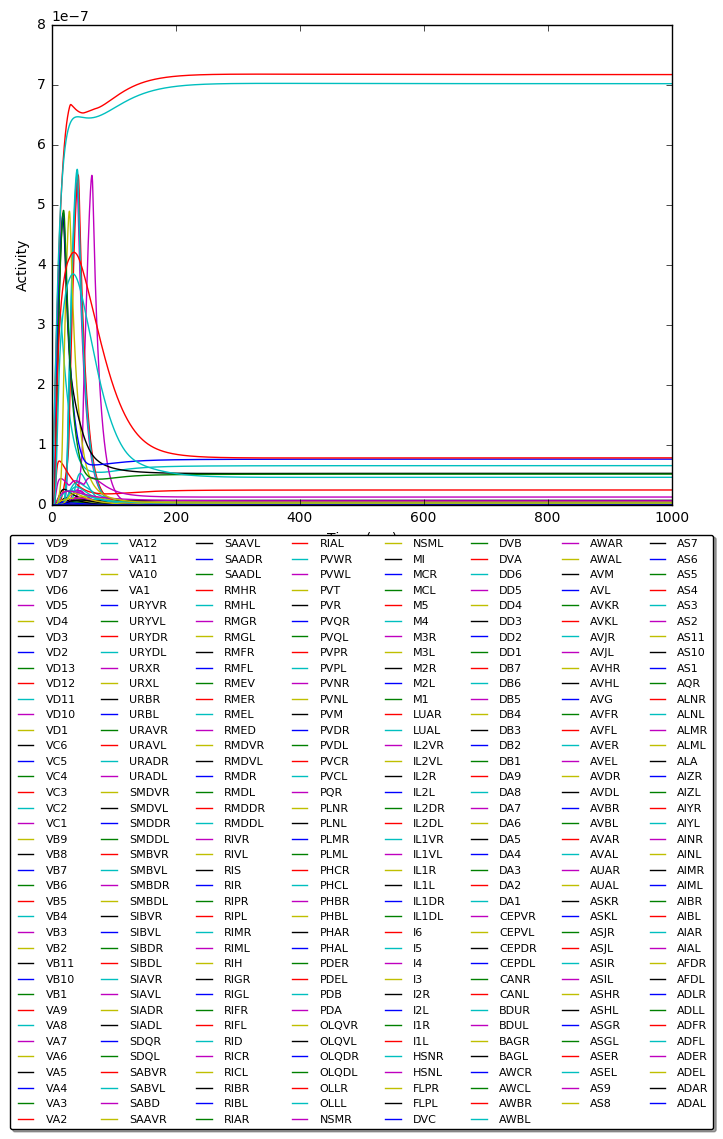 1e−7
8
7
6
5
4
3
2
1
0
Activity
0 200 400 600 800 1000
VD9 VA12 SAAVL RIAL NSML DVB AWAR AS7
VD8 VA11 SAADR PVWR MI DVA AWAL AS6
VD7 VA10 SAADL PVWL MCR DD6 AVM AS5
VD6 VA1 RMHR PVT MCL DD5 AVL AS4
VD5 URYVR RMHL PVR M5 DD4 AVKR AS3
VD4 URYVL RMGR PVQR M4 DD3 AVKL AS2
VD3 URYDR RMGL PVQL M3R DD2 AVJR AS11
VD2 URYDL RMFR PVPR M3L DD1 AVJL AS10
VD13 URXR RMFL PVPL M2R DB7 AVHR AS1
VD12 URXL RMEV PVNR M2L DB6 AVHL AQR
VD11 URBR RMER PVNL M1 DB5 AVG ALNR
VD10 URBL RMEL PVM LUAR DB4 AVFR ALNL
VD1 URAVR RMED PVDR LUAL DB3 AVFL ALMR
VC6 URAVL RMDVR PVDL IL2VR DB2 AVER ALML
VC5 URADR RMDVL PVCR IL2VL DB1 AVEL ALA
VC4 URADL RMDR PVCL IL2R DA9 AVDR AIZR
VC3 SMDVR RMDL PQR IL2L DA8 AVDL AIZL
VC2 SMDVL RMDDR PLNR IL2DR DA7 AVBR AIYR
VC1 SMDDR RMDDL PLNL IL2DL DA6 AVBL AIYL
VB9 SMDDL RIVR PLMR IL1VR DA5 AVAR AINR
VB8 SMBVR RIVL PLML IL1VL DA4 AVAL AINL
VB7 SMBVL RIS PHCR IL1R DA3 AUAR AIMR
VB6 SMBDR RIR PHCL IL1L DA2 AUAL AIML
VB5 SMBDL RIPR PHBR IL1DR DA1 ASKR AIBR
VB4 SIBVR RIPL PHBL IL1DL CEPVR ASKL AIBL
VB3 SIBVL RIMR PHAR I6 CEPVL ASJR AIAR
VB2 SIBDR RIML PHAL I5 CEPDR ASJL AIAL
VB11 SIBDL RIH PDER I4 CEPDL ASIR AFDR
VB10 SIAVR RIGR PDEL I3 CANR ASIL AFDL
VB1 SIAVL RIGL PDB I2R CANL ASHR ADLR
VA9 SIADR RIFR PDA I2L BDUR ASHL ADLL
VA8 SIADL RIFL OLQVR I1R BDUL ASGR ADFR
VA7 SDQR RID OLQVL I1L BAGR ASGL ADFL
VA6 SDQL RICR OLQDR HSNR BAGL ASER ADER
VA5 SABVR RICL OLQDL HSNL AWCR ASEL ADEL
VA4 SABVL RIBR OLLR FLPR AWCL AS9 ADAR
VA3 SABD RIBL OLLL FLPL AWBR AS8 ADAL
VA2 SAAVR RIAR NSMR DVC AWBL